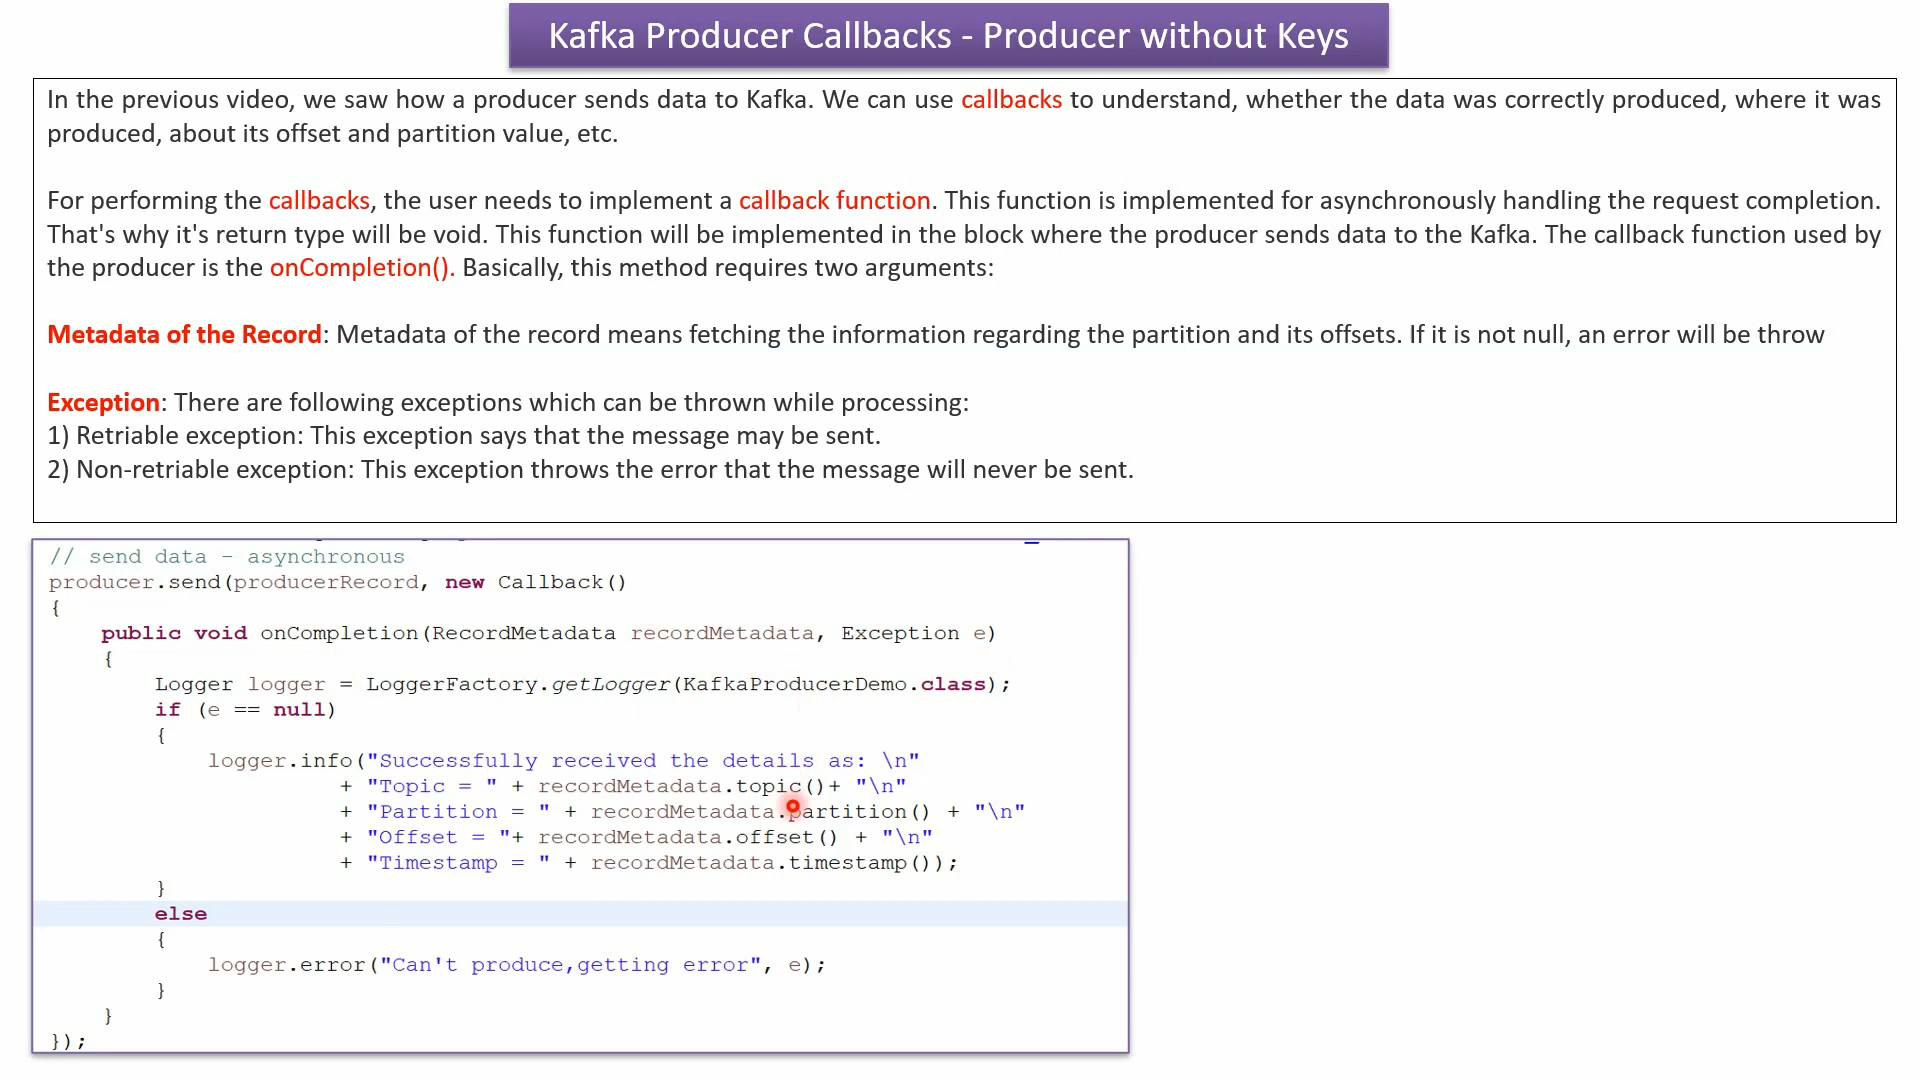 Kafka Producer Callbacks - Producer without Keys
In the previous video, we saw how a producer sends data to Kafka. We can use callbacks to understand, whether the data was correctly produced, where it was
produced, about its offset and partition value, etc.
For performing the callbacks, the user needs to implement a callback function. This function is implemented for asynchronously handling the request completion.
That's why it's return type will be void. This function will be implemented in the block where the producer sends data to the Kafka. The callback function used by
the producer is the onCompletion(). Basically, this method requires two arguments:
Metadata of the Record: Metadata of the record means fetching the information regarding the partition and its offsets. If it is not null, an error will be throw
Exception: There are following exceptions which can be thrown while processing:
1) Retriable exception: This exception says that the message may be sent.
2) Non-retriable exception: This exception throws the error that the message will never be sent.
// send data - asynchronous
producer.send(producerRecord, new Callback()
{
public void onCompletion(RecordMetadata recordMetadata, Exception e)
{
Logger logger = LoggerFactory.getLogger(KafkaProducerDemo.class);
if (e == null)
{
logger.info("Successfully received the details as: \n"
+ "Topic = " + recordMetadata.topic()+ "\n"
+ "Partition = " + recordMetadata.partition() + "\n"
+ "Offset = "+ recordMetadata.offset() + "\n"
+ "Timestamp = " + recordMetadata.timestamp());
}
else
{
logger.error("Can't produce,getting error", e);
}
}
});